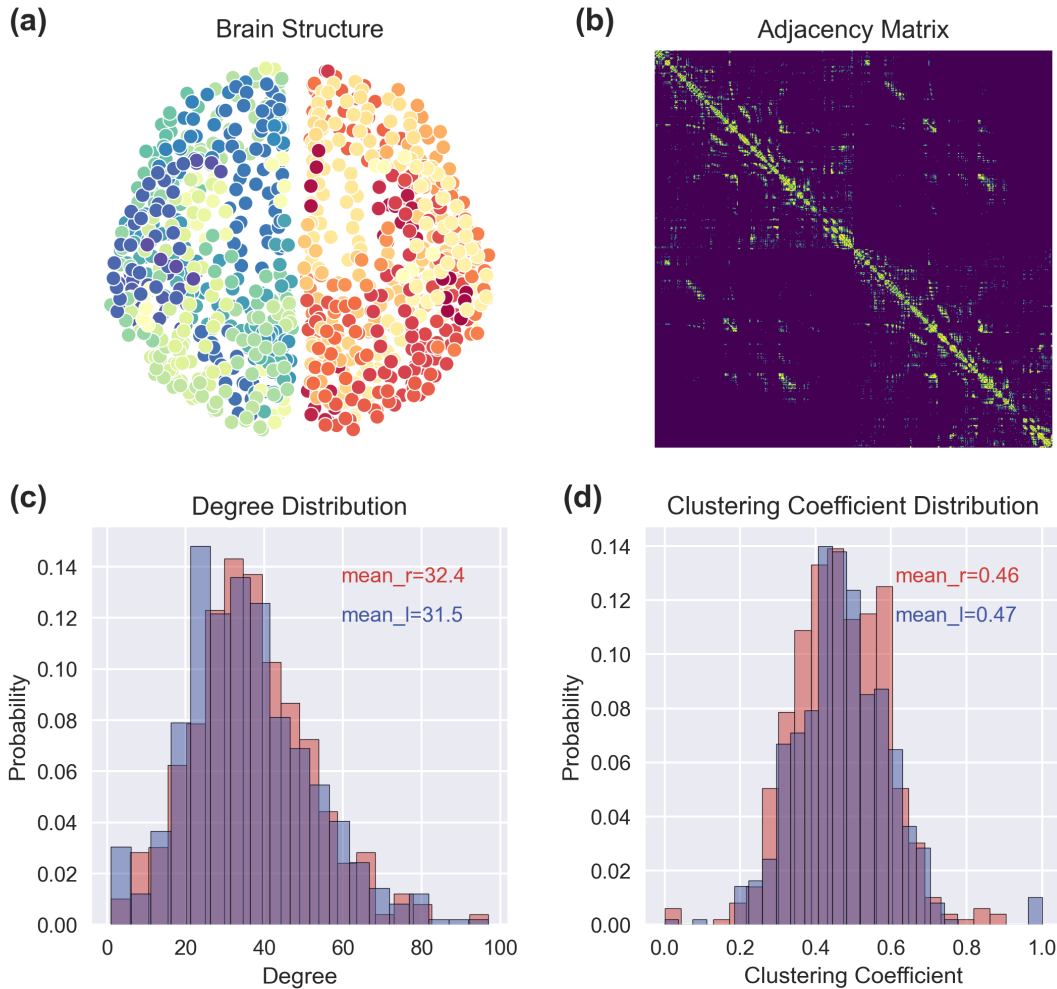 (a)
Brain Structure
(b)
Adjacency Matrix
(c)
Degree Distribution
mean_r=32.4
mean_l=31.5
Probability
0.14
0.12
0.10
0.08
0.06
0.04
0.02
0.00
0 20 40 60 80 100
Degree
(d)
Clustering Coefficient Distribution
mean_r=0.46
mean_l=0.47
Probability
0.14
0.12
0.10
0.08
0.06
0.04
0.02
0.00
0.0 0.2 0.4 0.6 0.8 1.0
Clustering Coefficient